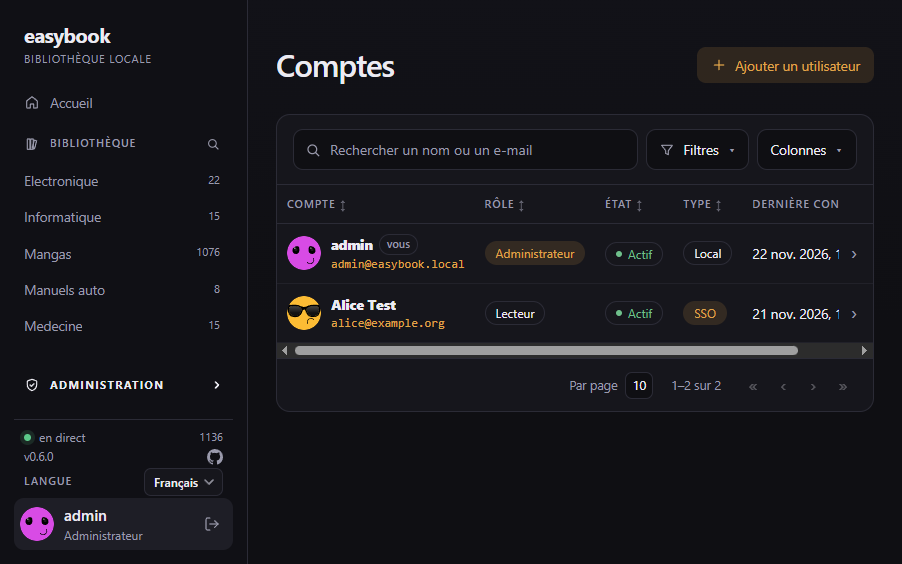 easybook
BIBLIOTHÈQUE LOCALE
Accueil
BIBLIOTHÈQUE
Electronique 22
Informatique 15
Mangas 1076
Manuels auto 8
Medecine 15
ADMINISTRATION
en direct 1136
v0.6.0
LANGUE Français
admin
Administrateur
Comptes
Ajouter un utilisateur
Rechercher un nom ou un e-mail
Filtres
Colonnes
COMPTE RÔLE ÉTAT TYPE DERNIÈRE CON
admin vous Administrateur Actif Local 22 nov. 2026, 1
admin@easybook.local
Alice Test Lecteur Actif SSO 21 nov. 2026, 1
alice@example.org
Par page 10 1–2 sur 2 « ‹ › »